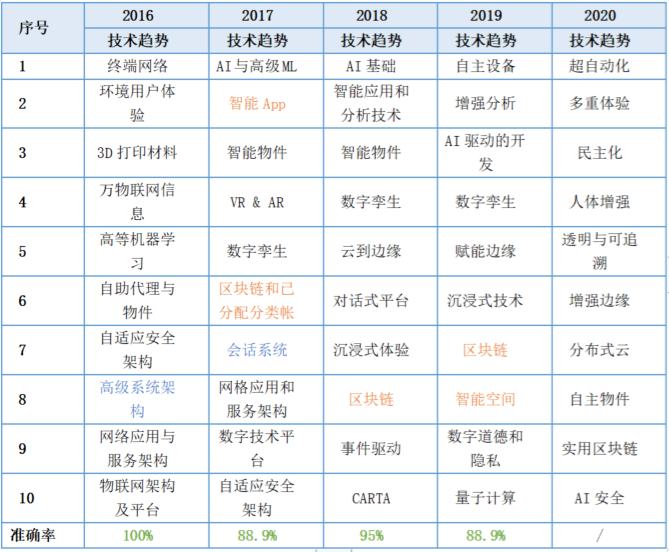 序号 2016 2017 2018 2019 2020
技术趋势 技术趋势 技术趋势 技术趋势 技术趋势
1 终端网络 AI与高级ML AI基础 自主设备 超自动化
2 环境用户体验 智能App 智能应用和分析技术 增强分析 多重体验
3 3D打印材料 智能物件 智能物件 AI驱动的开发 民主化
4 万物联网信息 VR & AR 数字孪生 数字孪生 人体增强
5 高等机器学习 数字孪生 云到边缘 赋能边缘 透明与可追溯
6 自助代理与物件 区块链和已分配分类帐 对话式平台 沉浸式技术 增强边缘
7 自适应安全架构 会话系统 沉浸式体验 区块链 分布式云
8 高级系统架构 网格应用和服务架构 区块链 智能空间 自主物件
9 网络应用与服务架构 数字技术平台 事件驱动 数字道德和隐私 实用区块链
10 物联网架构及平台 自适应安全架构 CARTA 量子计算 AI安全
准确率 100% 88.9% 95% 88.9% /